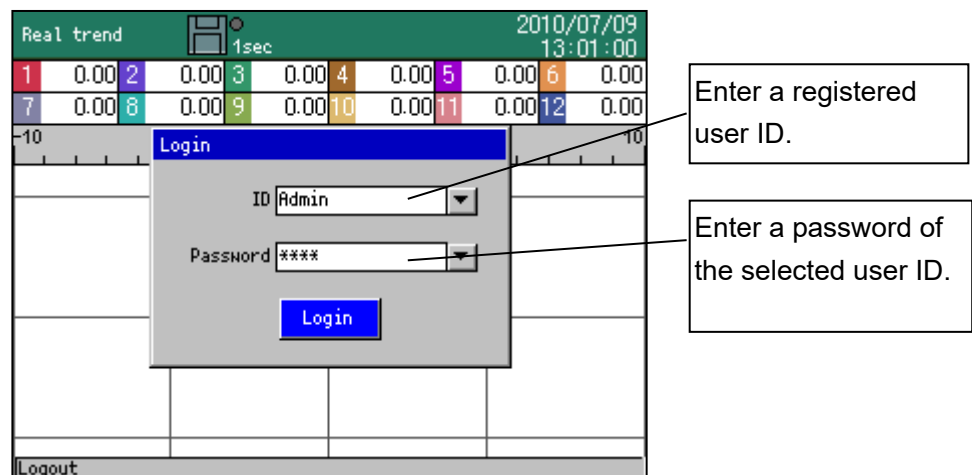 Real trend 1sec 2010/07/09
13:01:00
1 0.00 2 0.00 3 0.00 4 0.00 5 0.00 6 0.00
7 0.00 8 0.00 9 0.00 10 0.00 11 0.00 12 0.00
-10 10
Login
ID Admin
Password ****
Login
Logout
Enter a registered
user ID.
Enter a password of
the selected user ID.